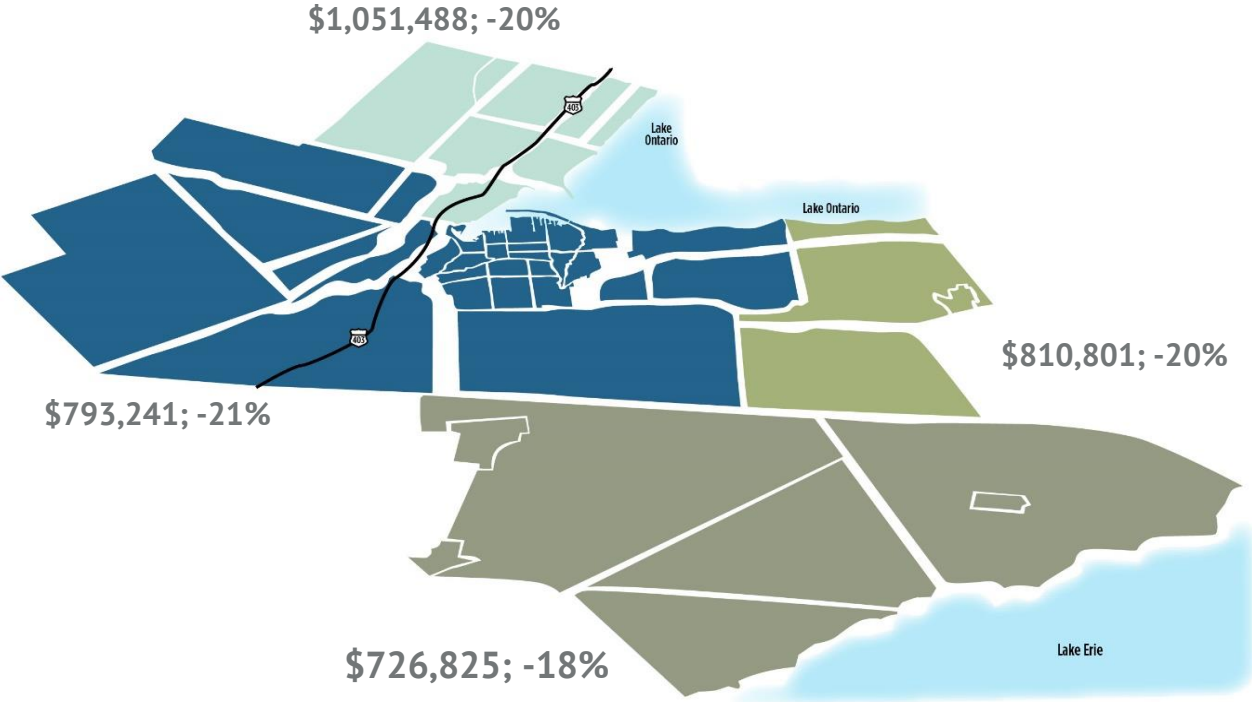 $1,051,488; -20%
403
Lake
Ontario
Lake Ontario
403
$810,801; -20%
$793,241; -21%
$726,825; -18%
Lake Erie